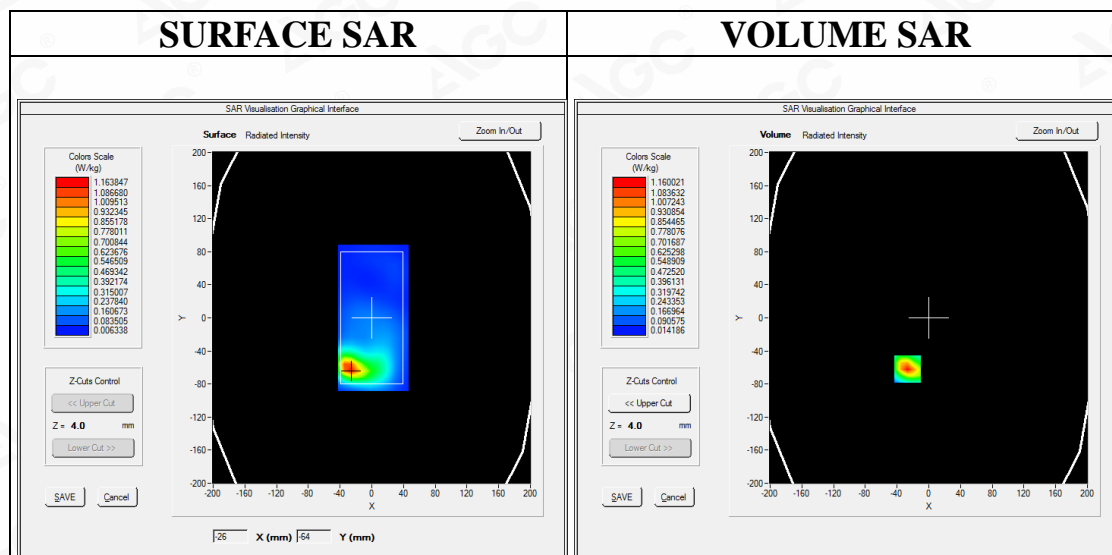 SURFACE SAR
VOLUME SAR
SAR Visualisation Graphical Interface
Surface Radiated Intensity
Zoom In/Out
Colors Scale
(W/kg)
1.163847
1.086680
1.009513
0.932345
0.855178
0.778011
0.700844
0.623676
0.546509
0.469342
0.392174
0.315007
0.237840
0.160673
0.083505
0.006338
200
160
120
80
40
0
-40
-80
-120
-160
-200
Y
-200 -160 -120 -80 -40 0 40 80 120 160 200
X
Z-Cuts Control
<< Upper Cut
Z = 4.0 mm
Lower Cut >>
SAVE Cancel
-26 X (mm) -64 Y (mm)
SAR Visualisation Graphical Interface
Volume Radiated Intensity
Zoom In/Out
Colors Scale
(W/kg)
1.160021
1.083632
1.007243
0.930854
0.854465
0.778076
0.701687
0.625298
0.548909
0.472520
0.396131
0.319742
0.243353
0.166964
0.090575
0.014186
200
160
120
80
40
0
-40
-80
-120
-160
-200
Y
-200 -160 -120 -80 -40 0 40 80 120 160 200
X
Z-Cuts Control
<< Upper Cut
Z = 4.0 mm
Lower Cut >>
SAVE Cancel
AGC